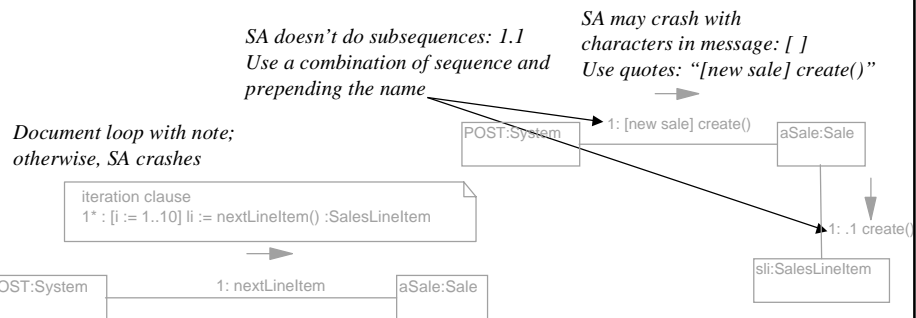 SA may crash with
characters in message: [ ]
Use quotes: “[new sale] create()”
SA doesn’t do subsequences: 1.1
Use a combination of sequence and
prepending the name
Document loop with note;
otherwise, SA crashes
1: [new sale] create()
POST:System
aSale:Sale
iteration clause
1* : [i := 1..10] li := nextLineItem() :SalesLineItem
1: .1 create()
sli:SalesLineItem
OST:System
1: nextLineItem
aSale:Sale